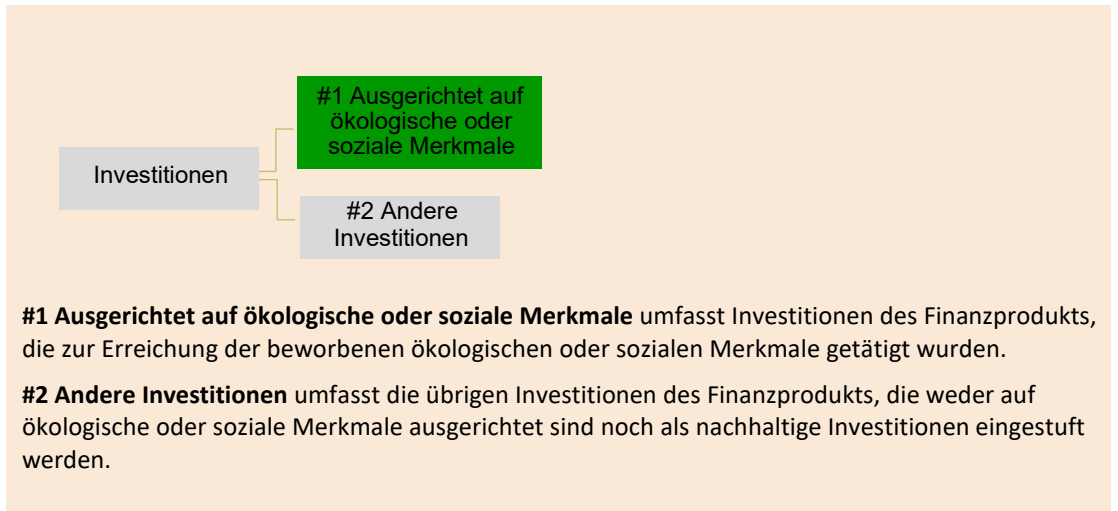 #1 Ausgerichtet auf
ökologische oder
soziale Merkmale
Investitionen
#2 Andere
Investitionen
#1 Ausgerichtet auf ökologische oder soziale Merkmale umfasst Investitionen des Finanzprodukts,
die zur Erreichung der beworbenen ökologischen oder sozialen Merkmale getätigt wurden.
#2 Andere Investitionen umfasst die übrigen Investitionen des Finanzprodukts, die weder auf
ökologische oder soziale Merkmale ausgerichtet sind noch als nachhaltige Investitionen eingestuft
werden.